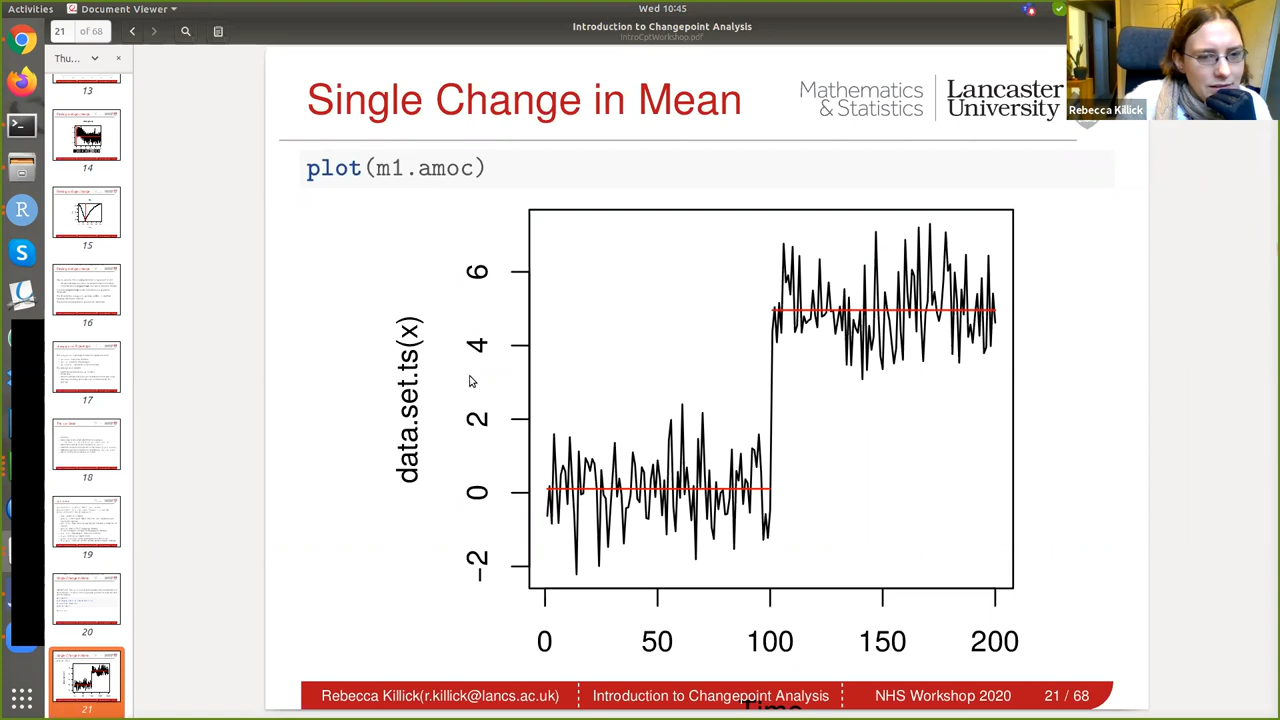 Activities
Document Viewer
Wed 10:45
21 of 68
Introduction to Changepoint Analysis
IntroCptWorkshop.pdf
Thu...
13
14
15
16
17
18
19
20
21
Single Change in Mean
Mathematics & Statistics
Lancaster University
Rebecca Killick
plot(m1.amoc)
data.set.ts(x)
6
4
2
0
−2
0 50 100 150 200
Time
Rebecca Killick(r.killick@lancs.ac.uk)
Introduction to Changepoint Analysis
NHS Workshop 2020
21 / 68